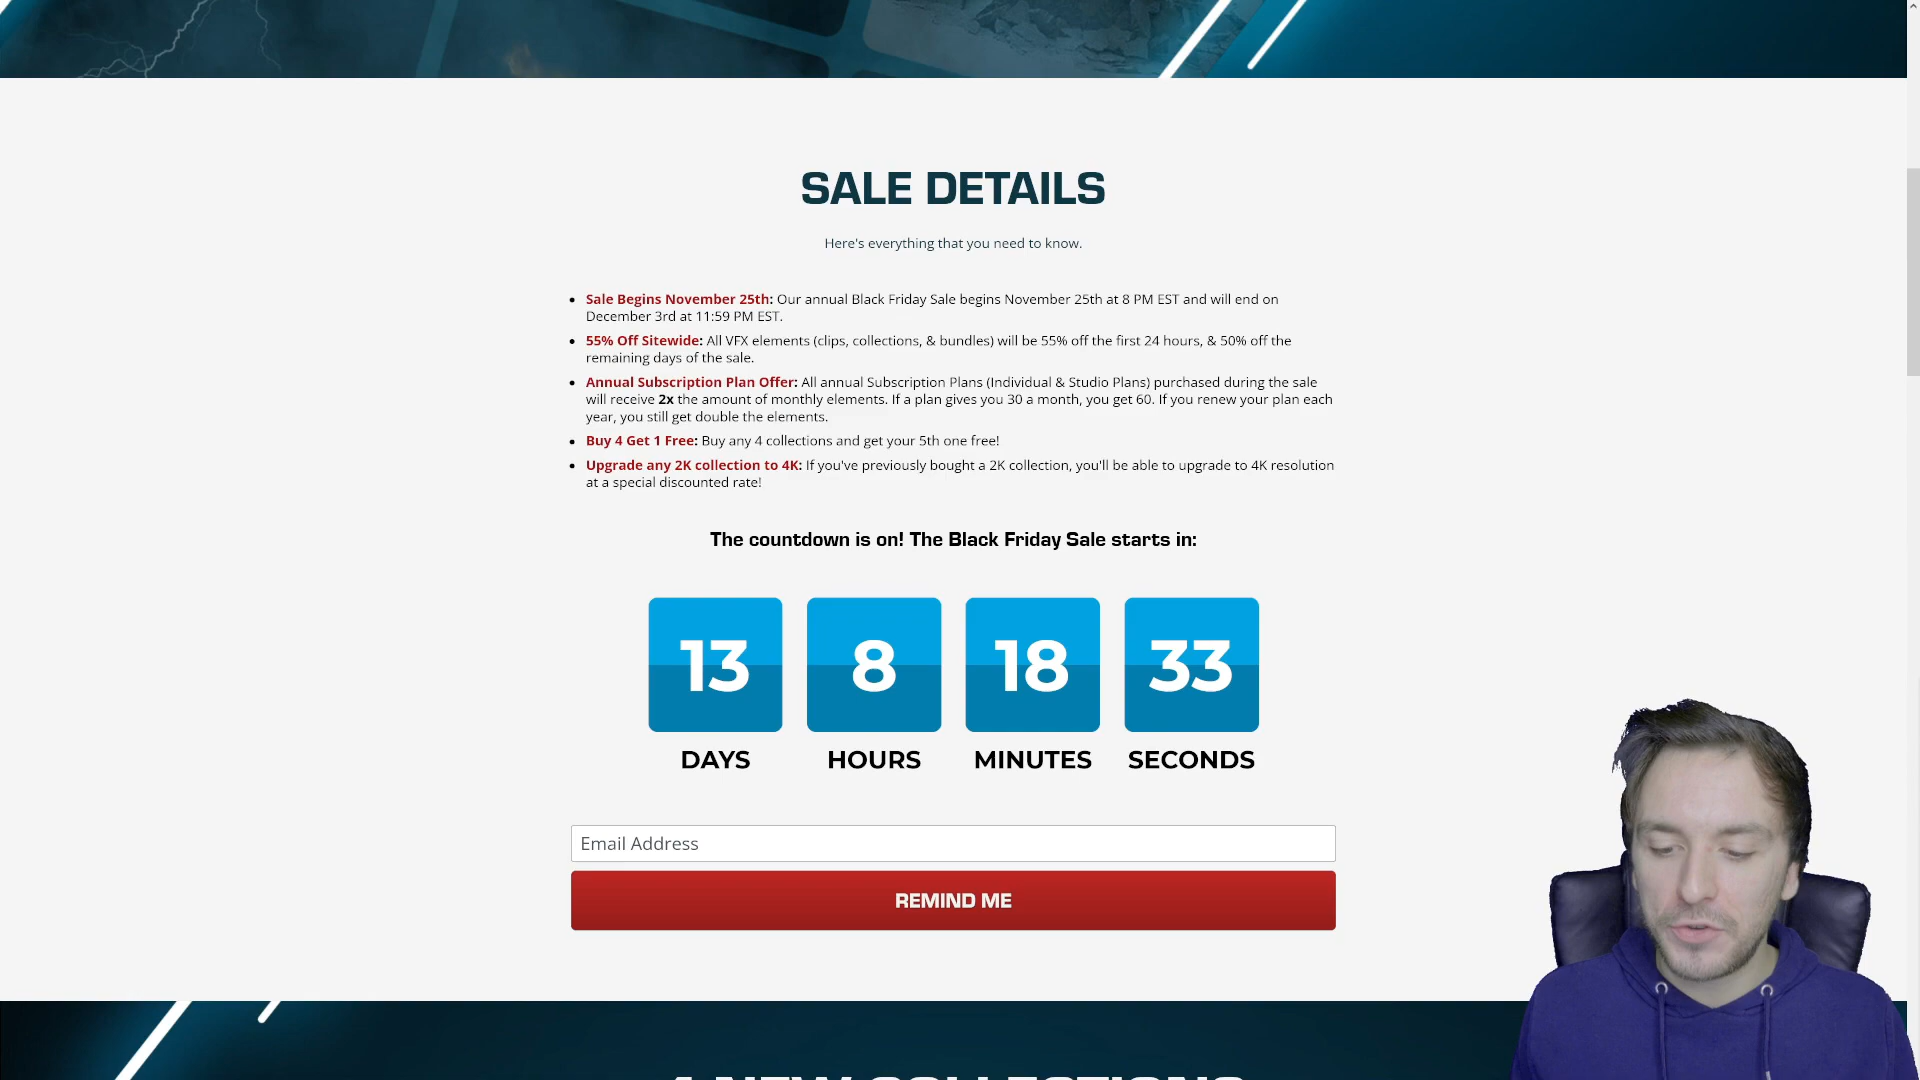 SALE DETAILS
Here's everything that you need to know.
Sale Begins November 25th: Our annual Black Friday Sale begins November 25th at 8 PM EST and will end on
December 3rd at 11:59 PM EST.
55% Off Sitewide: All VFX elements (clips, collections, & bundles) will be 55% off the first 24 hours, & 50% off the
remaining days of the sale.
Annual Subscription Plan Offer: All annual Subscription Plans (Individual & Studio Plans) purchased during the sale
will receive 2x the amount of monthly elements. If a plan gives you 30 a month, you get 60. If you renew your plan each
year, you still get double the elements.
Buy 4 Get 1 Free: Buy any 4 collections and get your 5th one free!
Upgrade any 2K collection to 4K: If you've previously bought a 2K collection, you'll be able to upgrade to 4K resolution
at a special discounted rate!
The countdown is on! The Black Friday Sale starts in:
13 8 18 33
DAYS HOURS MINUTES SECONDS
Email Address
REMIND ME
4 NEW COLLECTIONS